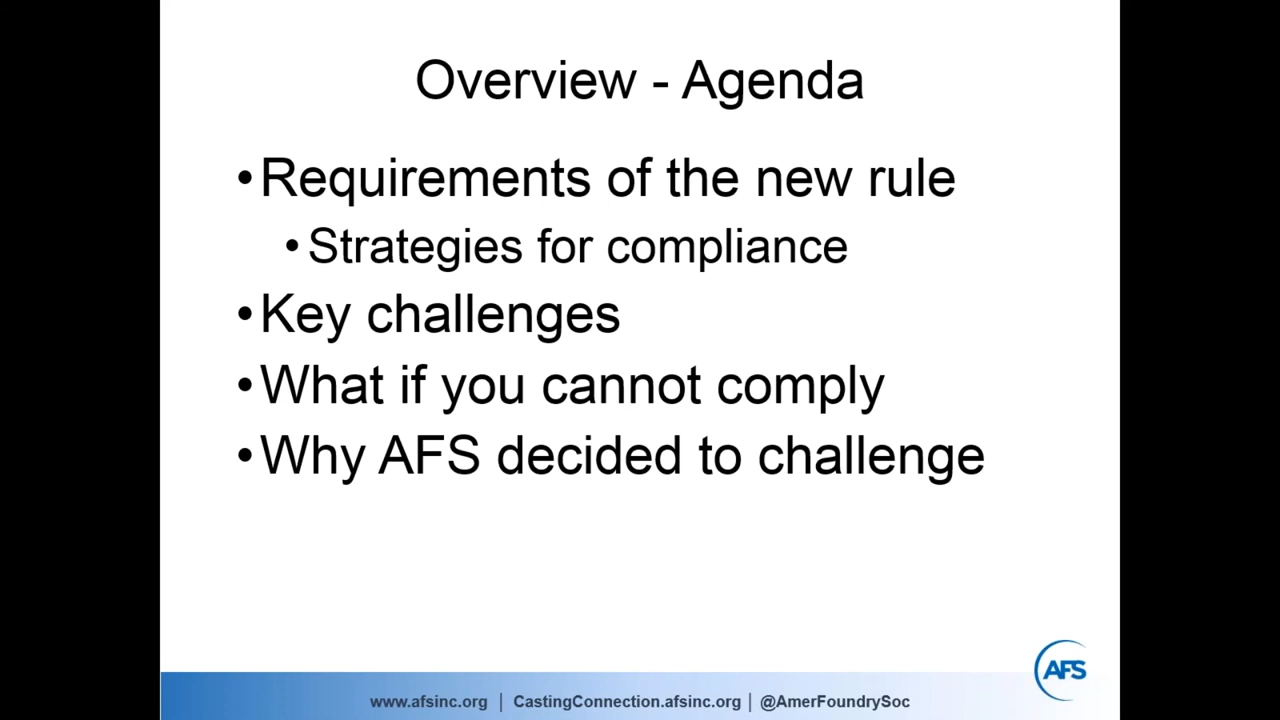 Overview - Agenda
•Requirements of the new rule
•Strategies for compliance
•Key challenges
•What if you cannot comply
•Why AFS decided to challenge
AFS
www.afsinc.org | CastingConnection.afsinc.org | @AmerFoundrySoc